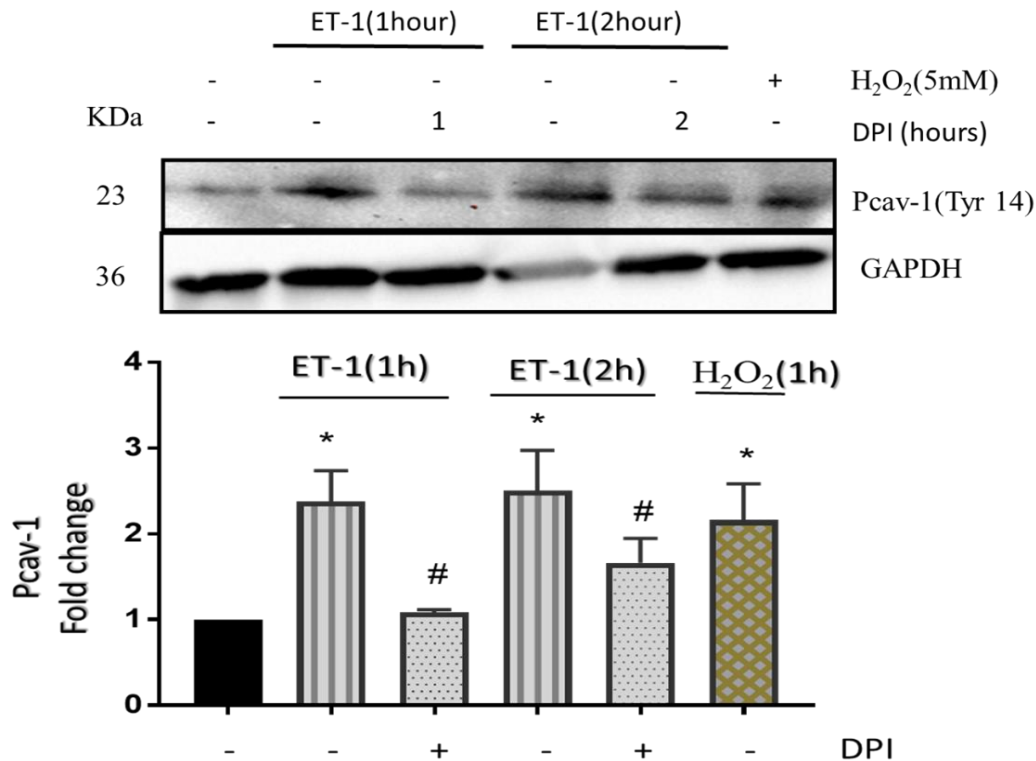 ET-1(1hour) ET-1(2hour)
- - - - - + H₂O₂(5mM)
KDa - - 1 - 2 - DPI (hours)
23 Pcav-1(Tyr 14)
36 GAPDH
4 ET-1(1h) ET-1(2h) H₂O₂(1h)
* * *
3
# #
2
1
0
Pcav-1
Fold change
- - + - + - DPI